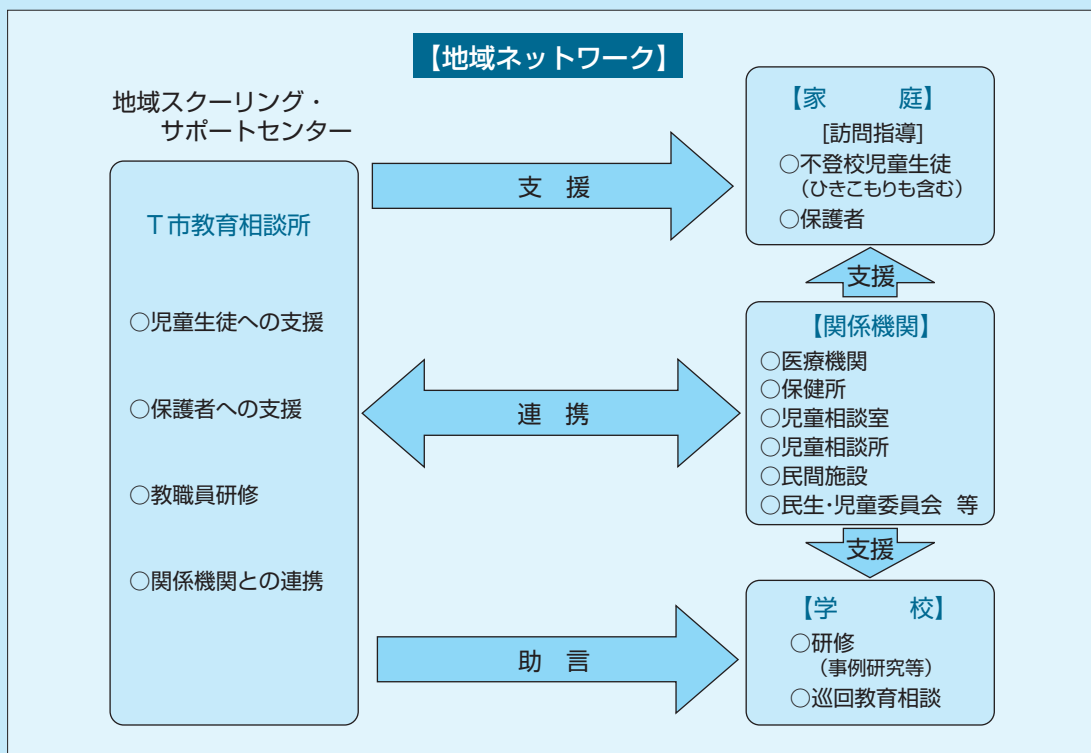 【地域ネットワーク】
地域スクーリング・
サポートセンター
T市教育相談所
○児童生徒への支援
○保護者への支援
○教職員研修
○関係機関との連携
支 援
連 携
助 言
【家 庭】
[訪問指導]
○不登校児童生徒
(ひきこもりも含む)
○保護者
支援
【関係機関】
○医療機関
○保健所
○児童相談室
○児童相談所
○民間施設
○民生・児童委員会 等
支援
【学 校】
○研修
(事例研究等)
○巡回教育相談